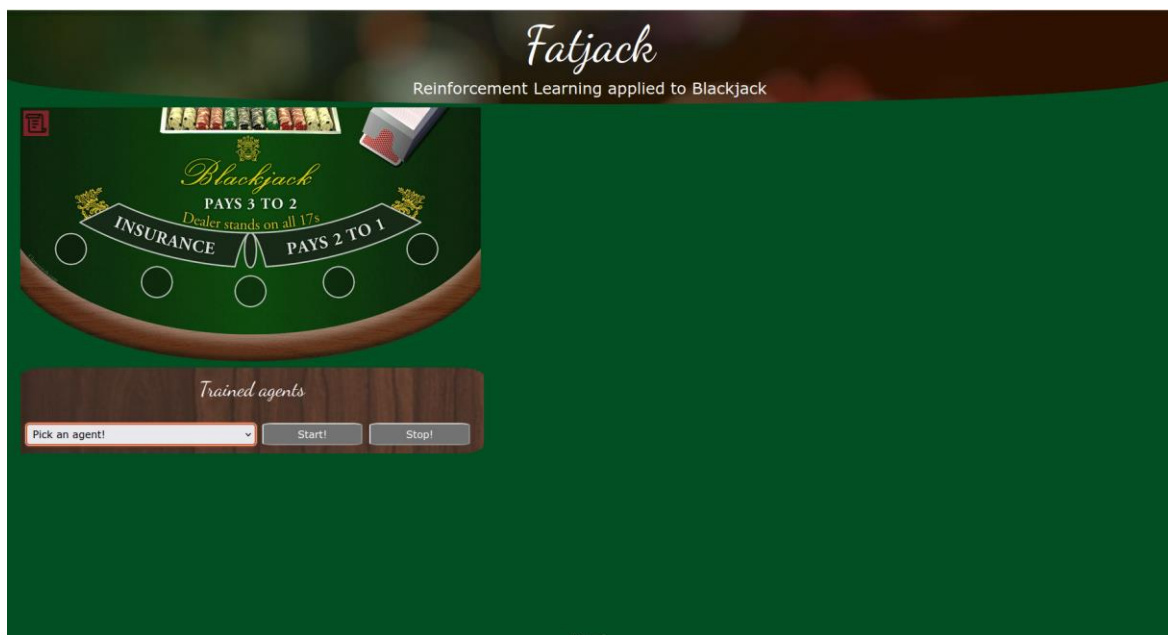 Fatjack
Reinforcement Learning applied to Blackjack
Blackjack
PAYS 3 TO 2
Dealer stands on all 17s
INSURANCE PAYS 2 TO 1
Trained agents
Pick an agent! Start! Stop!